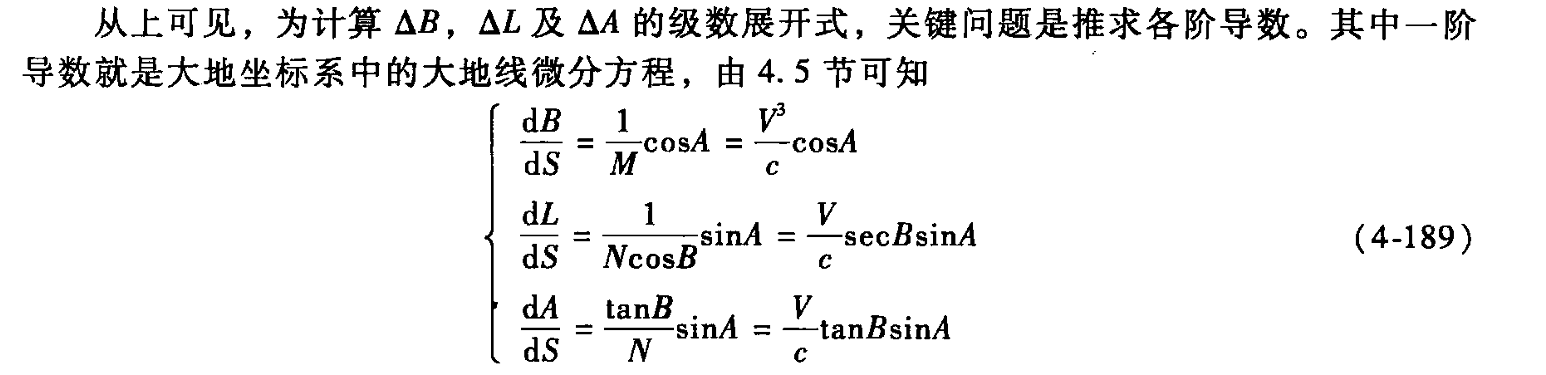 从上可见，为计算 ΔB，ΔL 及 ΔA 的级数展开式，关键问题是推求各阶导数。其中一阶
导数就是大地坐标系中的大地线微分方程，由 4.5 节可知
dB/dS = 1/M cosA = V³/c cosA
dL/dS = 1/(NcosB) sinA = V/c secBsinA (4-189)
dA/dS = tanB/N sinA = V/c tanBsinA